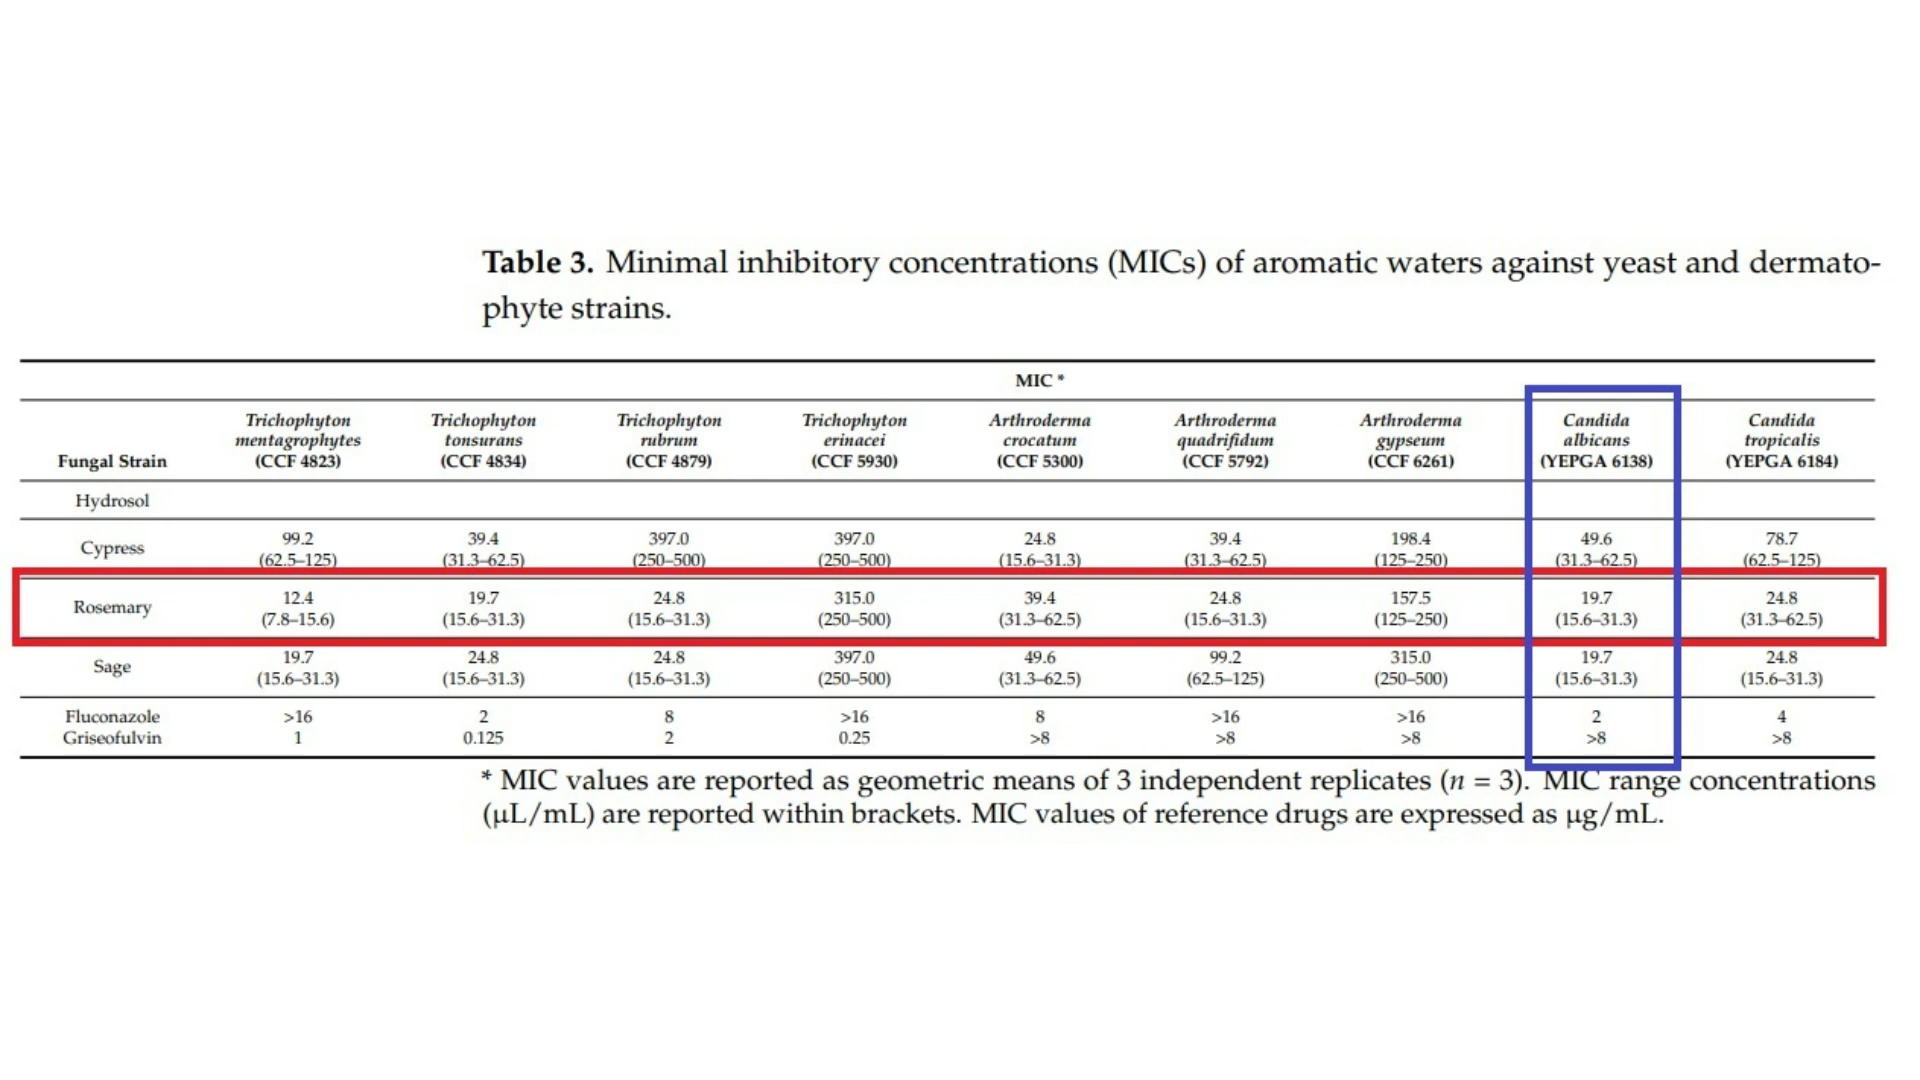 Table 3. Minimal inhibitory concentrations (MICs) of aromatic waters against yeast and dermato-
phyte strains.
MIC *
Fungal Strain Trichophyton mentagrophytes (CCF 4823) Trichophyton tonsurans (CCF 4834) Trichophyton rubrum (CCF 4879) Trichophyton erinacei (CCF 5930) Arthroderma crocatum (CCF 5300) Arthroderma quadrifidum (CCF 5792) Arthroderma gypseum (CCF 6261) Candida albicans (YEPGA 6138) Candida tropicalis (YEPGA 6184)
Hydrosol
Cypress 99.2 (62.5–125) 39.4 (31.3–62.5) 397.0 (250–500) 397.0 (250–500) 24.8 (15.6–31.3) 39.4 (31.3–62.5) 198.4 (125–250) 49.6 (31.3–62.5) 78.7 (62.5–125)
Rosemary 12.4 (7.8–15.6) 19.7 (15.6–31.3) 24.8 (15.6–31.3) 315.0 (250–500) 39.4 (31.3–62.5) 24.8 (15.6–31.3) 157.5 (125–250) 19.7 (15.6–31.3) 24.8 (31.3–62.5)
Sage 19.7 (15.6–31.3) 24.8 (15.6–31.3) 24.8 (15.6–31.3) 397.0 (250–500) 49.6 (31.3–62.5) 99.2 (62.5–125) 315.0 (250–500) 19.7 (15.6–31.3) 24.8 (15.6–31.3)
Fluconazole >16 2 8 >16 8 >16 >16 2 4
Griseofulvin 1 0.125 2 0.25 >8 >8 >8 >8 >8
* MIC values are reported as geometric means of 3 independent replicates (n = 3). MIC range concentrations
(µL/mL) are reported within brackets. MIC values of reference drugs are expressed as µg/mL.